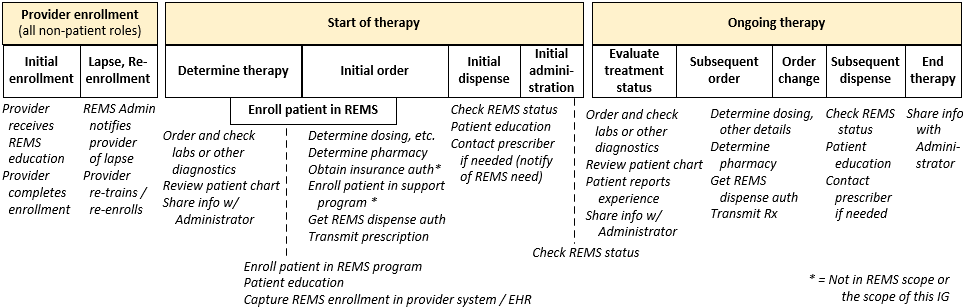 Provider enrollment
(all non-patient roles)
Start of therapy
Ongoing therapy
Initial
enrollment
Lapse, Re-
enrollment
Determine therapy
Initial order
Initial
dispense
Initial
admini-
stration
Evaluate
treatment
status
Subsequent
order
Order
change
Subsequent
dispense
End
therapy
Enroll patient in REMS
Provider
receives
REMS
education
Provider
completes
enrollment
REMS Admin
notifies
provider
of lapse
Provider
re-trains /
re-enrolls
Order and check
labs or other
diagnostics
Review patient chart
Share info w/
Administrator
Determine dosing, etc.
Determine pharmacy
Obtain insurance auth*
Enroll patient in support
program *
Get REMS dispense auth
Transmit prescription
Check REMS status
Patient education
Contact prescriber
if needed (notify
of REMS need)
Order and check
labs or other
diagnostics
Review patient chart
Patient reports
experience
Share info w/
Administrator
Determine dosing,
other details
Determine
pharmacy
Get REMS
dispense auth
Transmit Rx
Check REMS
status
Patient
education
Contact
prescriber
if needed
Share info
with
Admini-
strator
Enroll patient in REMS program
Patient education
Capture REMS enrollment in provider system / EHR
Check REMS status
* = Not in REMS scope or
the scope of this IG